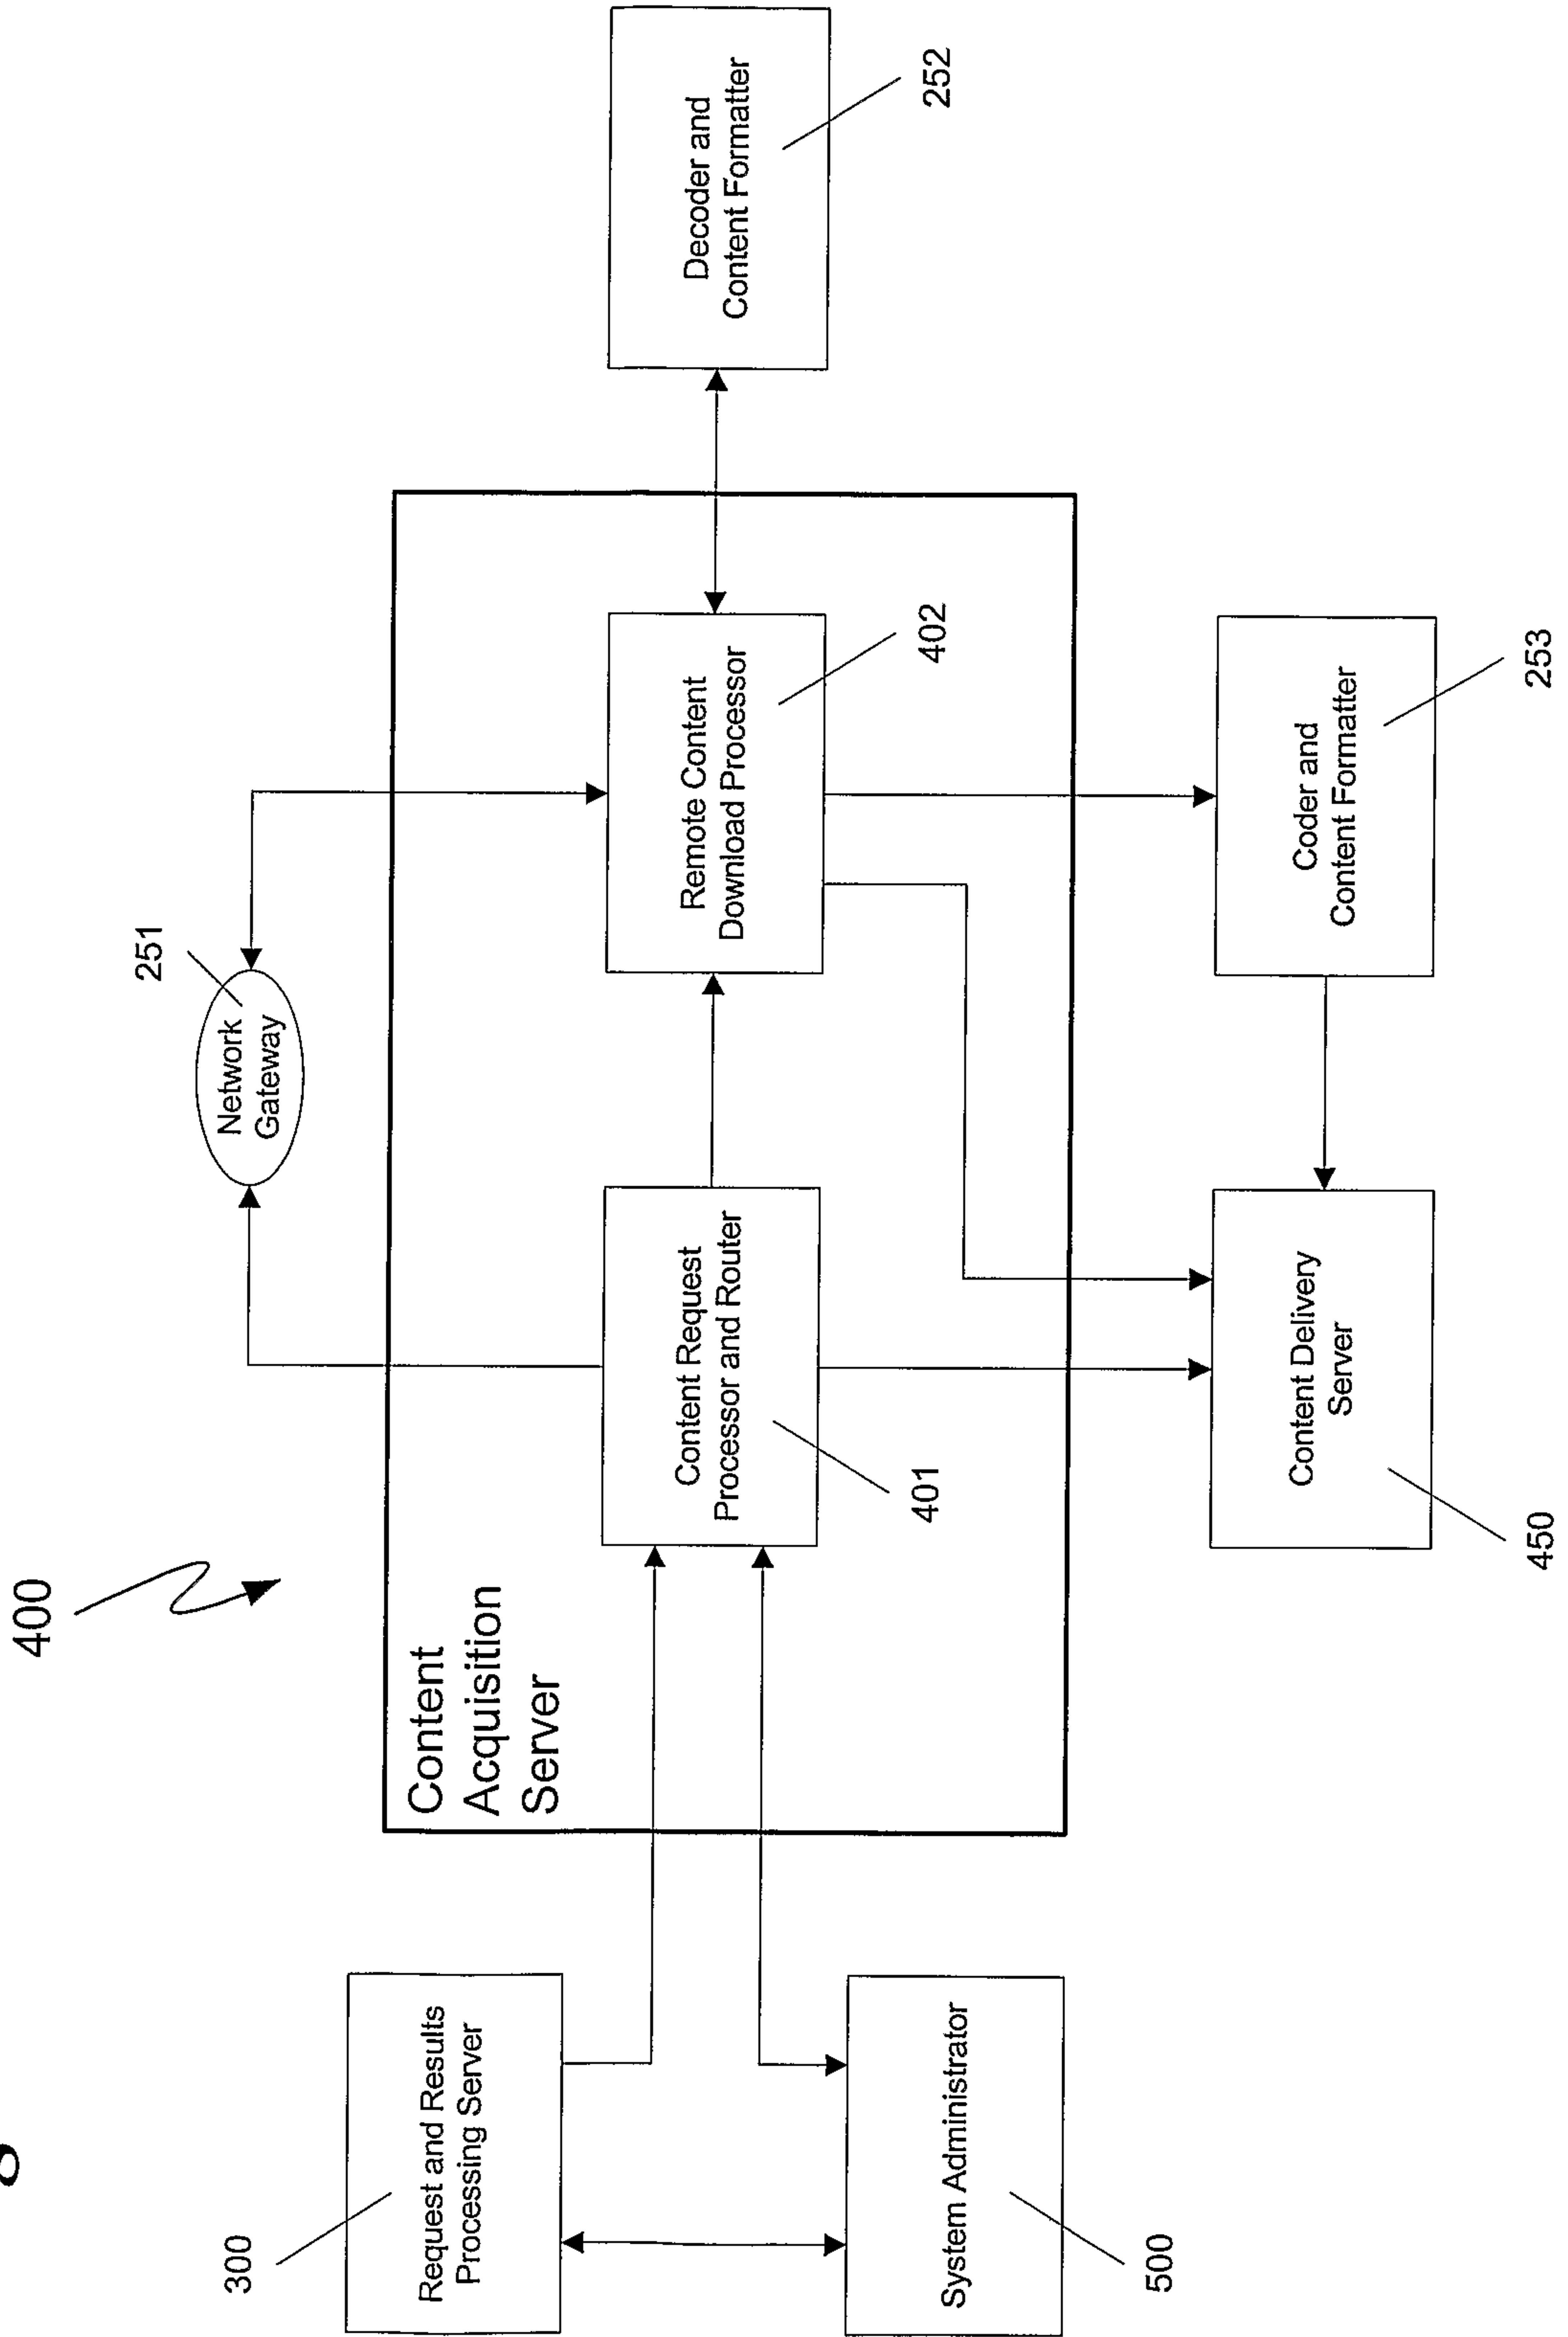 400
251
Network
Gateway
Content
Acquisition
Server
300
Request and Results
Processing Server
Content Request
Processor and Router
401
Remote Content
Download Processor
402
Decoder and
Content Formatter
252
System Administrator
500
Content Delivery
Server
450
Coder and
Content Formatter
253